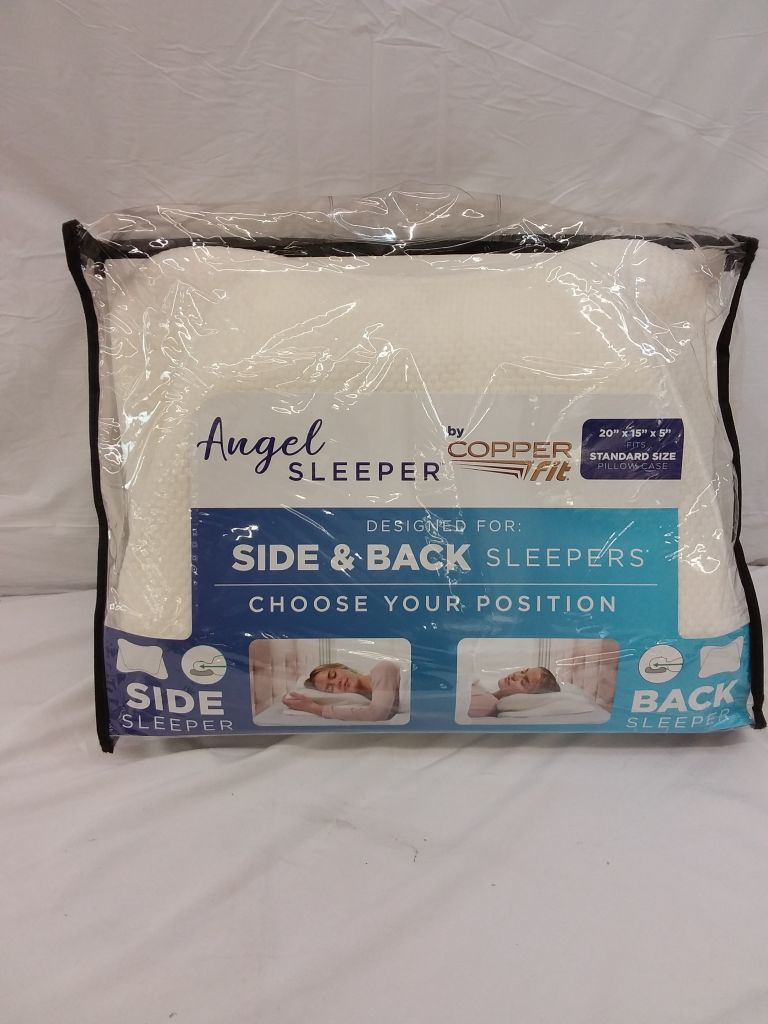 Angel
SLEEPER
by
COPPER
fit
20" x 15" x 5"
FITS
STANDARD SIZE
PILLOW CASE
DESIGNED FOR:
SIDE & BACK SLEEPERS
CHOOSE YOUR POSITION
SIDE
SLEEPER
BACK
SLEEPER